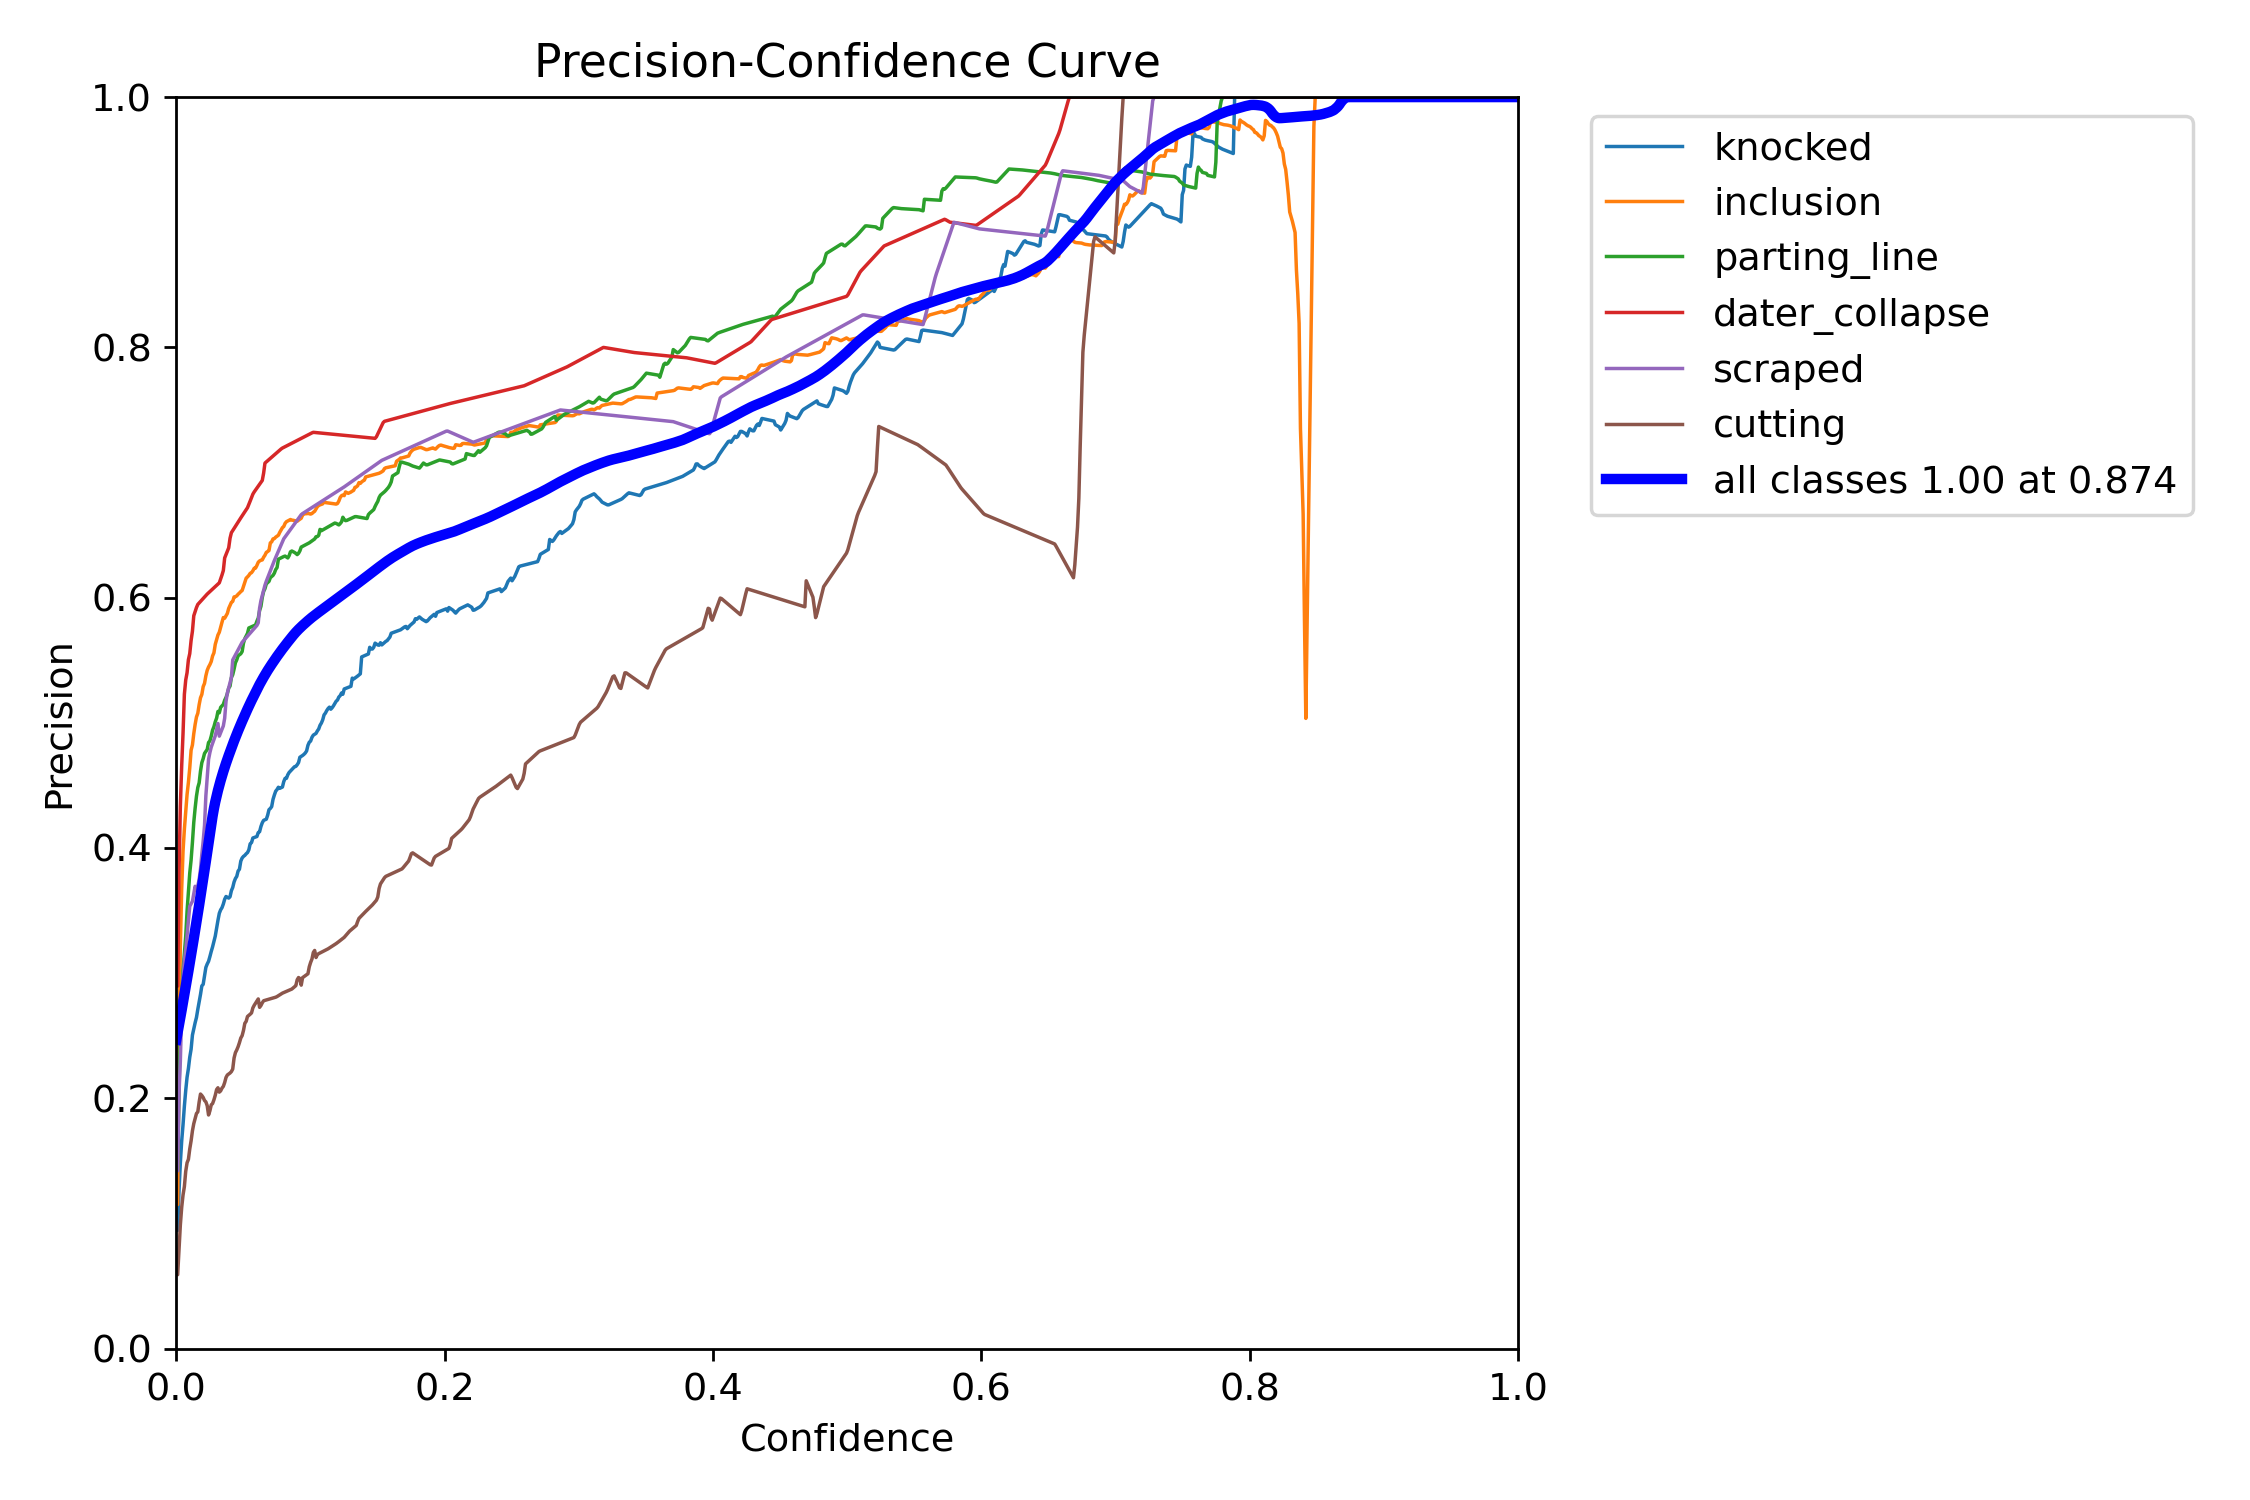 Precision-Confidence Curve
1.0
0.8
0.6
0.4
0.2
0.0
Precision
0.0 0.2 0.4 0.6 0.8 1.0
Confidence
knocked
inclusion
parting_line
dater_collapse
scraped
cutting
all classes 1.00 at 0.874